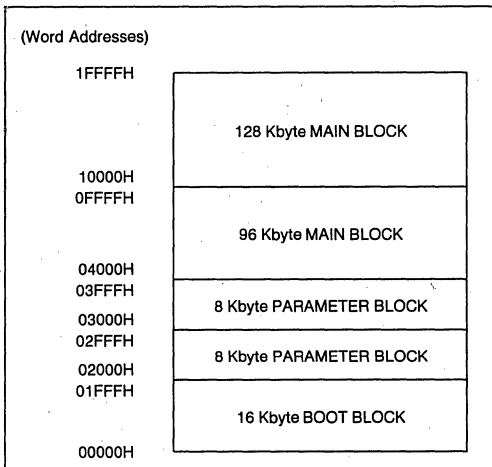 (Word Addresses)
1FFFFH
128 Kbyte MAIN BLOCK
10000H
0FFFFH
96 Kbyte MAIN BLOCK
04000H
03FFFH
8 Kbyte PARAMETER BLOCK
03000H
02FFFH
8 Kbyte PARAMETER BLOCK
02000H
01FFFH
16 Kbyte BOOT BLOCK
00000H